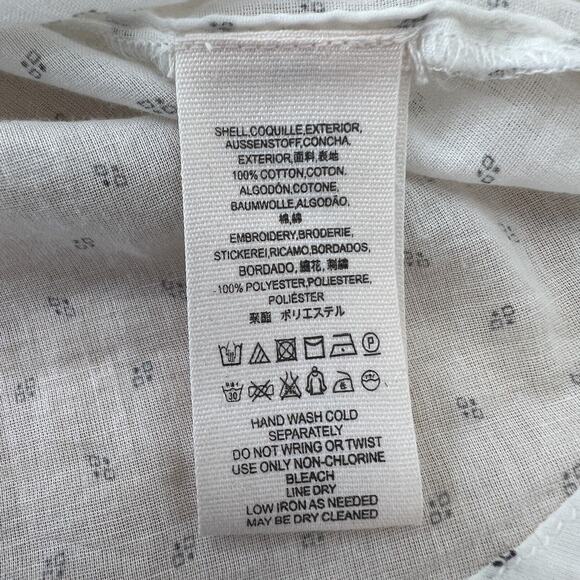 SHELL,COQUILLE,EXTERIOR,
AUSSENSTOFF,CONCHA,
EXTERIOR,面料,表地
100% COTTON,COTON.
ALGODÓN,COTONE,
BAUMWOLLE,ALGODÃO,
棉,綿
EMBROIDERY,BRODERIE,
STICKEREI,RICAMO,BORDADOS,
BORDADO, 繡花, 刺繍
-100% POLYESTER,POLIESTERE,
POLIÉSTER
聚酯 ポリエステル
P
30
HAND WASH COLD
SEPARATELY
DO NOT WRING OR TWIST
USE ONLY NON-CHLORINE
BLEACH
LINE DRY
LOW IRON AS NEEDED
MAY BE DRY CLEANED